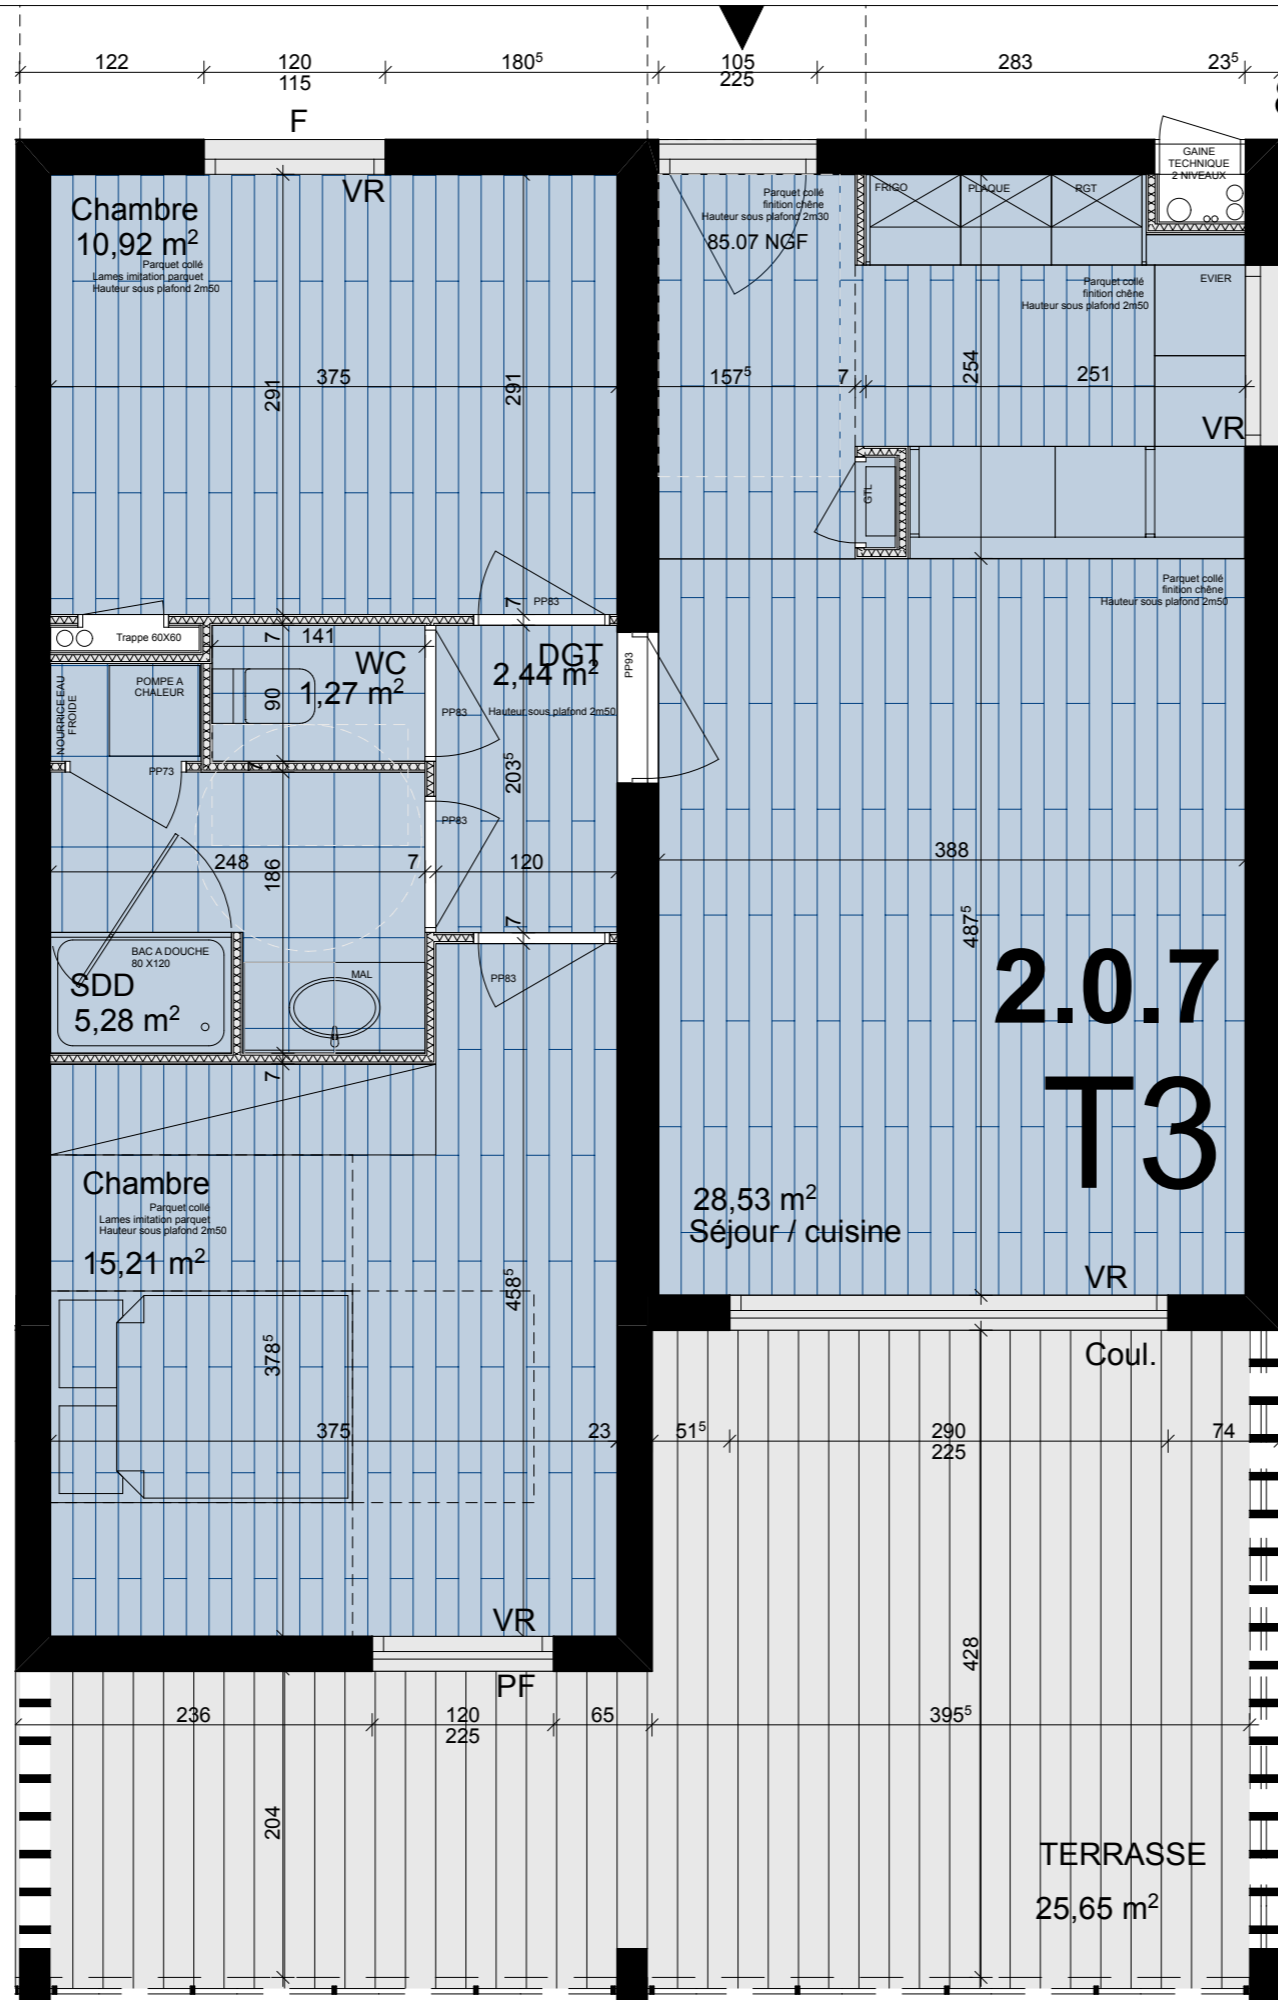 122
120
115
180⁵
105
225
283
23⁵
F
VR
Chambre
10,92 m²
Parquet collé
Lames imitation parquet
Hauteur sous plafond 2m50
Parquet collé
finition chêne
Hauteur sous plafond 2m30
85.07 NGF
FRIGO
PLAQUE
RGT
GAINE
TECHNIQUE
2 NIVEAUX
Parquet collé
finition chêne
Hauteur sous plafond 2m50
EVIER
375
291
291
157⁵
7
254
251
VR
GTL
Parquet collé
finition chêne
Hauteur sous plafond 2m50
PP83
7
Trappe 60X60
7
141
WC
1,27 m²
90
DGT
2,44 m²
Hauteur sous plafond 2m50
PP93
NOURRICE EAU
FROIDE
POMPE A
CHALEUR
PP83
PP73
7
203⁵
PP83
248
186
7
120
388
487⁵
7
BAC A DOUCHE
80 X120
MAL
PP83
SDD
5,28 m²
7
2.0.7
T3
Chambre
Parquet collé
Lames imitation parquet
Hauteur sous plafond 2m50
15,21 m²
28,53 m²
Séjour / cuisine
VR
458⁵
378⁵
Coul.
375
23
51⁵
290
225
74
VR
PF
236
120
225
65
395⁵
428
204
TERRASSE
25,65 m²